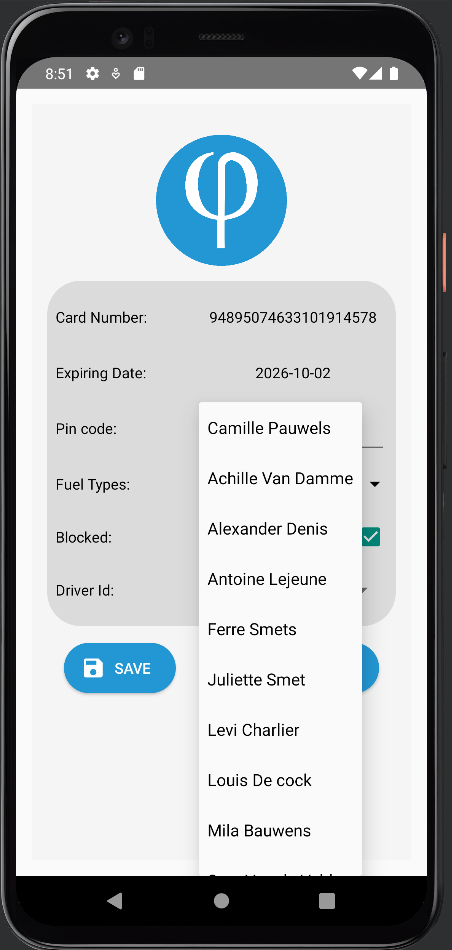 8:51
φ
Card Number: 94895074633101914578
Expiring Date: 2026-10-02
Pin code:
Camille Pauwels
Achille Van Damme
Fuel Types:
Alexander Denis
Blocked:
Antoine Lejeune
Driver Id:
Ferre Smets
SAVE
Juliette Smet
Levi Charlier
Louis De cock
Mila Bauwens